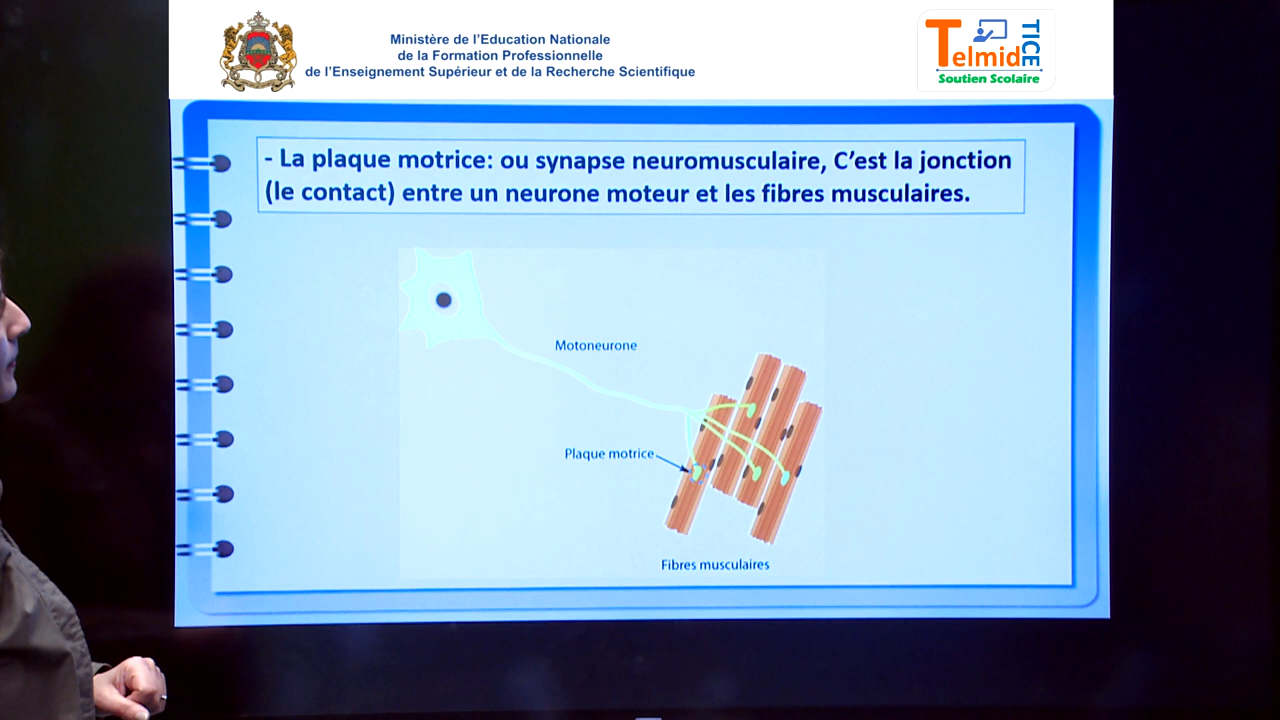 Ministère de l'Education Nationale
de la Formation Professionnelle
de l'Enseignement Supérieur et de la Recherche Scientifique
Telmid TICE
Soutien Scolaire
- La plaque motrice: ou synapse neuromusculaire, C'est la jonction
(le contact) entre un neurone moteur et les fibres musculaires.
Motoneurone
Plaque motrice
Fibres musculaires